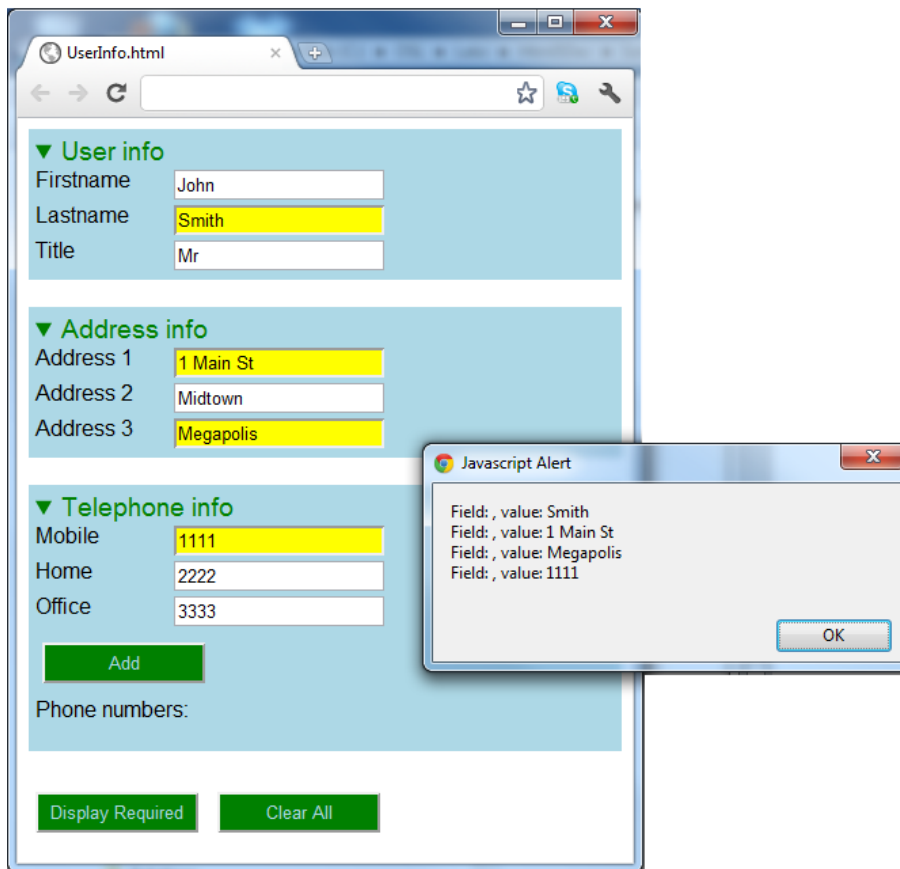 UserInfo.html
▼ User info
Firstname John
Lastname Smith
Title Mr
▼ Address info
Address 1 1 Main St
Address 2 Midtown
Address 3 Megapolis
▼ Telephone info
Mobile 1111
Home 2222
Office 3333
Add
Phone numbers:
Display Required Clear All
Javascript Alert
Field: , value: Smith
Field: , value: 1 Main St
Field: , value: Megapolis
Field: , value: 1111
OK